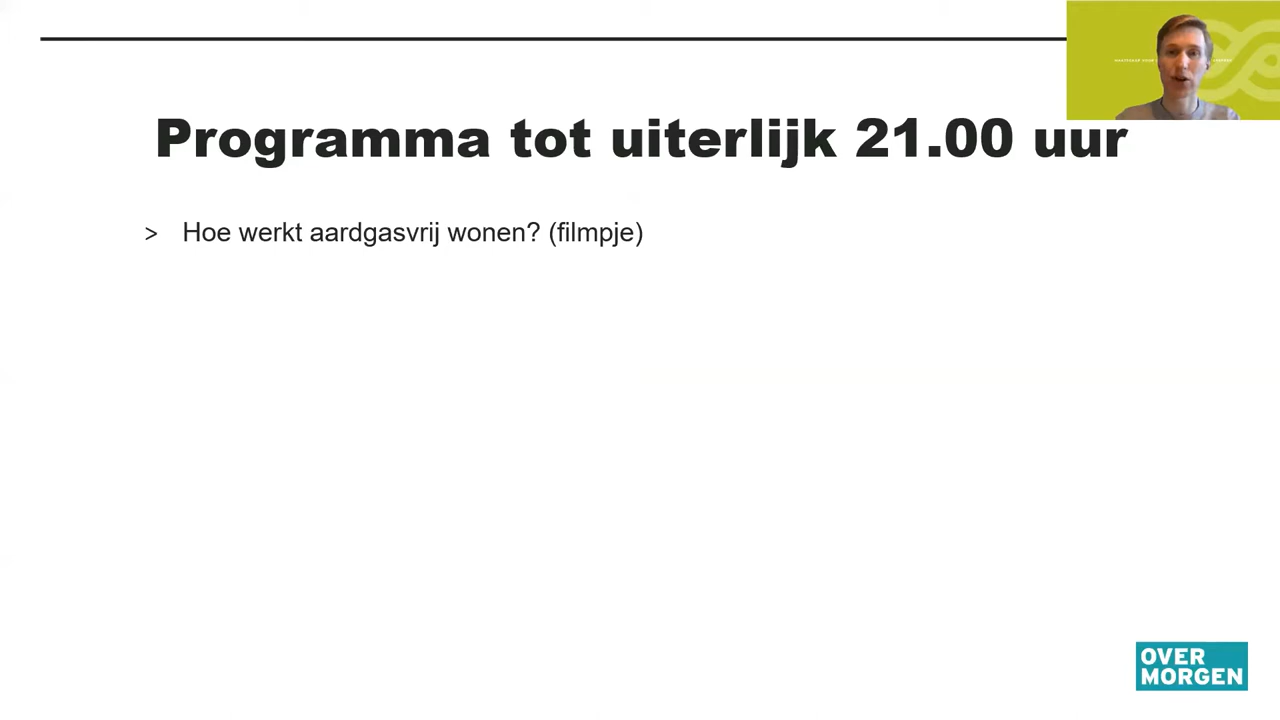 Programma tot uiterlijk 21.00 uur
> Hoe werkt aardgasvrij wonen? (filmpje)
OVER
MORGEN